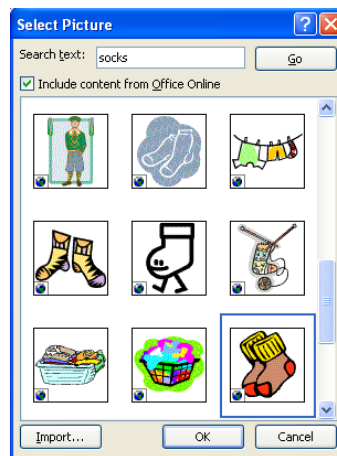 Select Picture
Search text: socks Go
Include content from Office Online
Import... OK Cancel